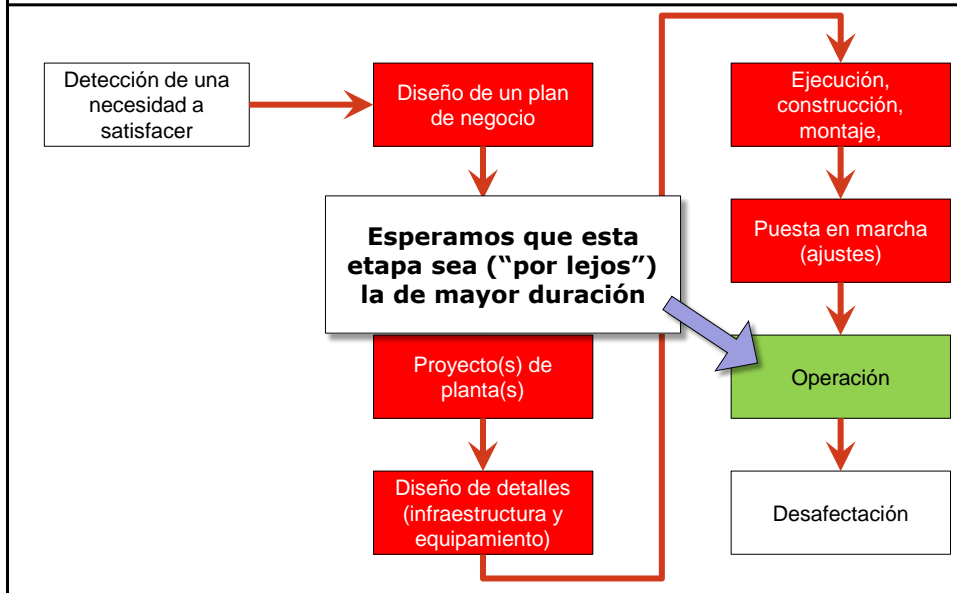 Detección de una
necesidad a
satisfacer
Diseño de un plan
de negocio
Esperamos que esta
etapa sea (“por lejos”)
la de mayor duración
Proyecto(s) de
planta(s)
Diseño de detalles
(infraestructura y
equipamiento)
Ejecución,
construcción,
montaje,
Puesta en marcha
(ajustes)
Operación
Desafectación